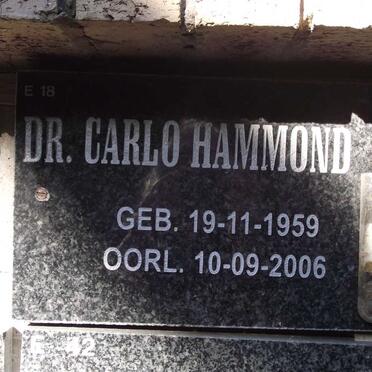 E 18
DR. CARLO HAMMOND
GEB. 19-11-1959
OORL. 10-09-2006